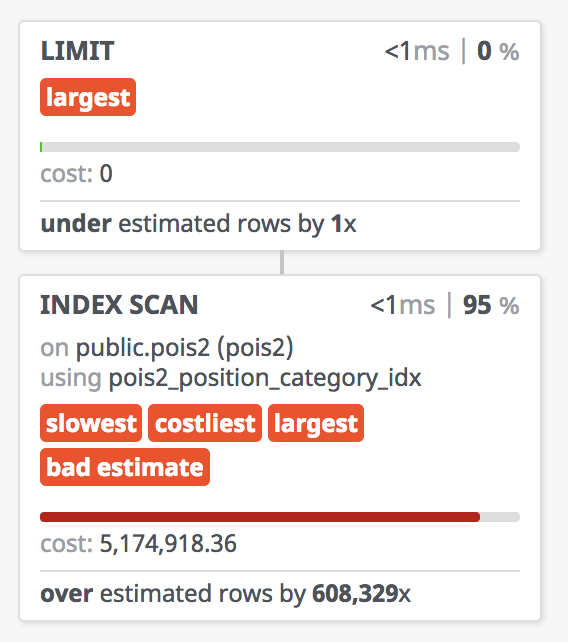 LIMIT <1ms | 0 %
largest
cost: 0
under estimated rows by 1x
INDEX SCAN <1ms | 95 %
on public.pois2 (pois2)
using pois2_position_category_idx
slowest costliest largest
bad estimate
cost: 5,174,918.36
over estimated rows by 608,329x